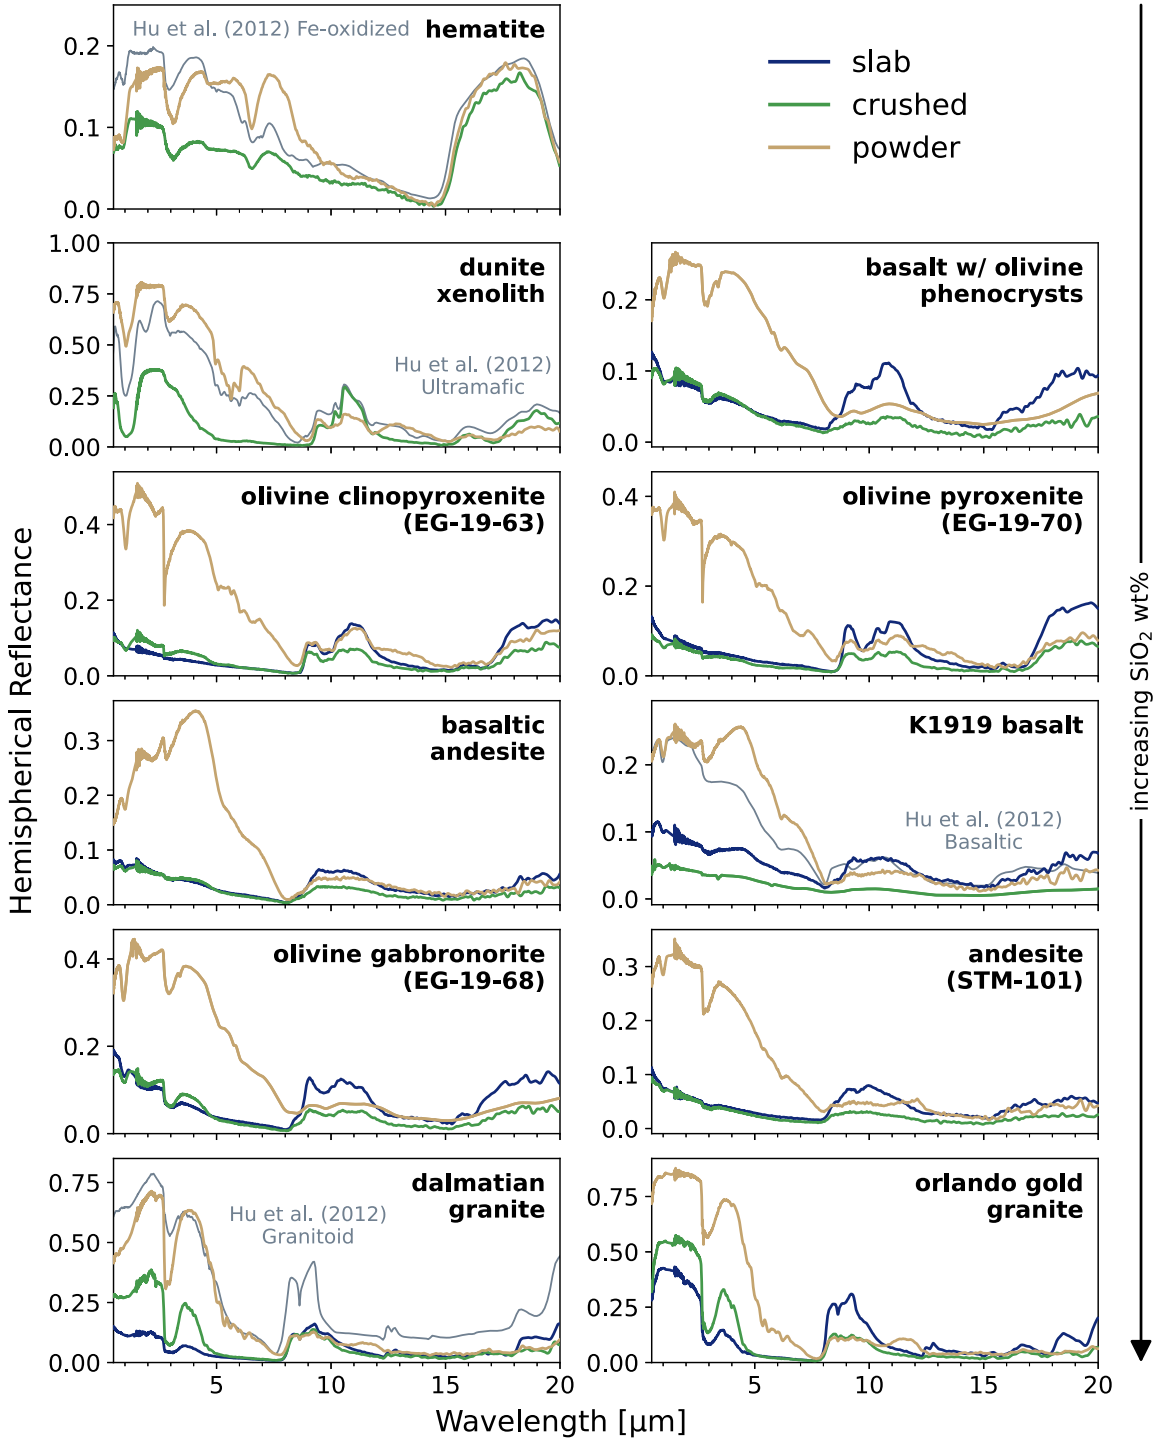 Hu et al. (2012) Fe-oxidized
hematite
0.2
0.1
0.0
slab
crushed
powder
dunite
xenolith
Hu et al. (2012)
Ultramafic
1.00
0.75
0.50
0.25
0.00
basalt w/ olivine
phenocrysts
0.2
0.1
0.0
olivine clinopyroxenite
(EG-19-63)
0.4
0.2
0.0
olivine pyroxenite
(EG-19-70)
0.4
0.2
0.0
basaltic
andesite
0.3
0.2
0.1
0.0
K1919 basalt
Hu et al. (2012)
Basaltic
0.2
0.1
0.0
olivine gabbronorite
(EG-19-68)
0.4
0.2
0.0
andesite
(STM-101)
0.3
0.2
0.1
0.0
dalmatian
granite
Hu et al. (2012)
Granitoid
0.75
0.50
0.25
0.00
5 10 15 20
orlando gold
granite
0.75
0.50
0.25
0.00
5 10 15 20
Hemispherical Reflectance
Wavelength [μm]
increasing SiO₂ wt%